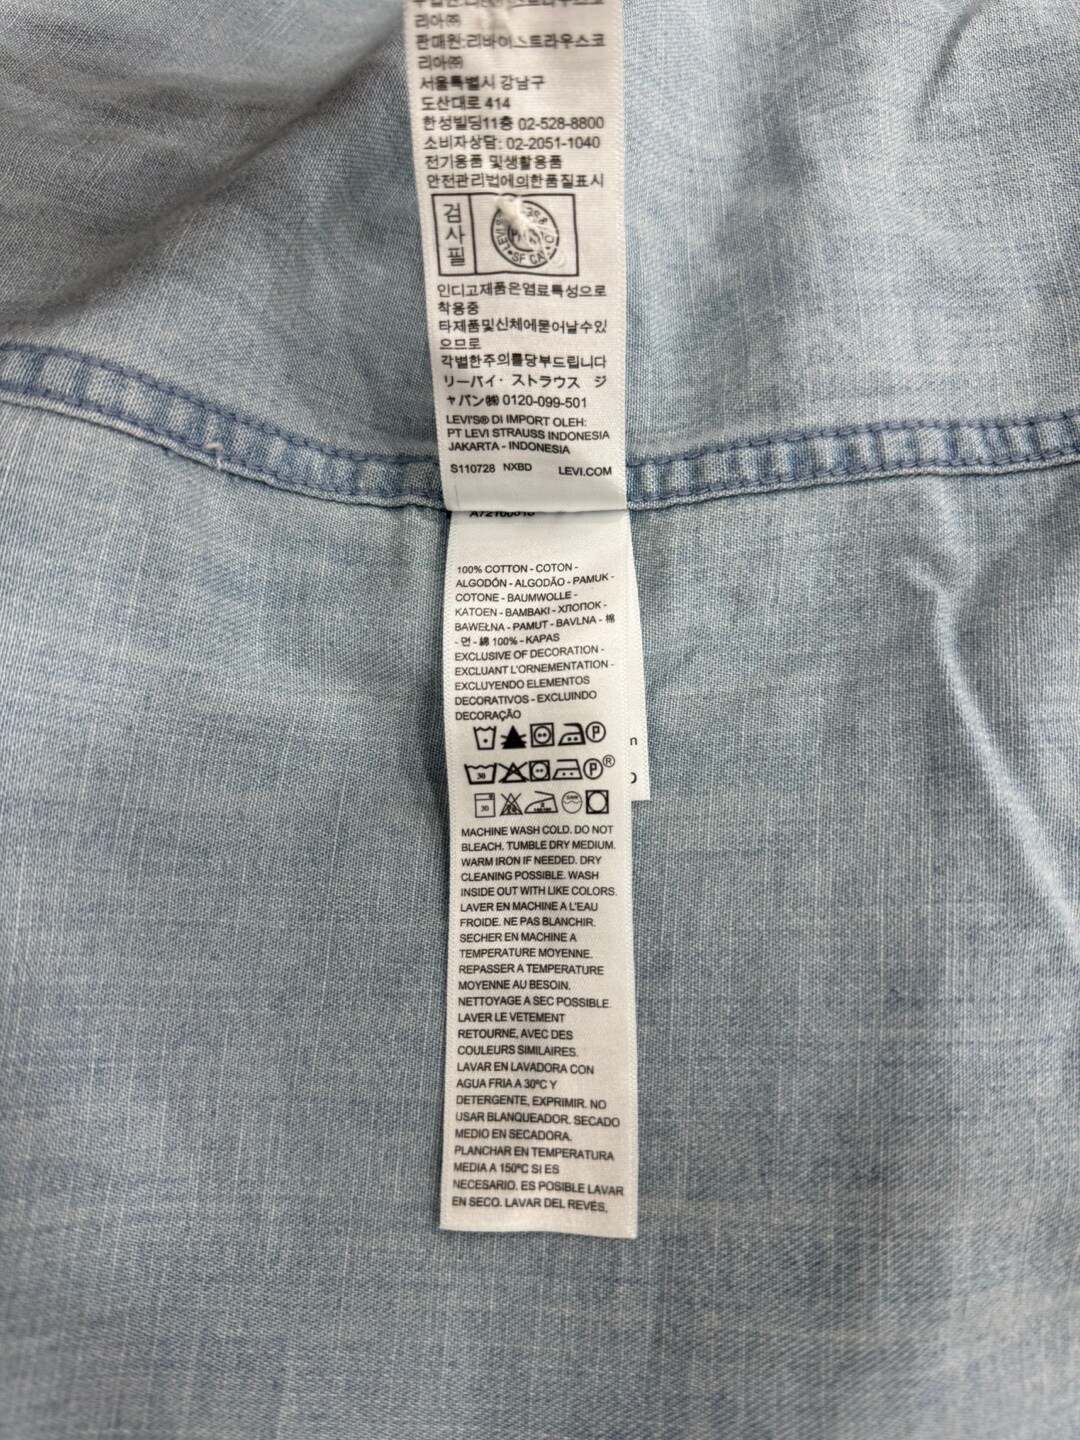 리아㈜
판매원:리바이스트라우스코
리아㈜
서울특별시 강남구
도산대로 414
한성빌딩11층 02-528-8800
소비자상담: 02-2051-1040
전기용품 및생활용품
안전관리법에의한품질표시
검
사
필
인디고제품은염료특성으로
착용중
타제품및신체에묻어날수있
으므로
각별한주의를당부드립니다
リーバイ・ストラウス ジ
ャパン㈱ 0120-099-501
LEVI'S® DI IMPORT OLEH:
PT LEVI STRAUSS INDONESIA
JAKARTA - INDONESIA
S110728 NXBD LEVI.COM
100% COTTON - COTON -
ALGODÓN - ALGODÃO - PAMUK -
COTONE - BAUMWOLLE -
KATOEN - BAMBAKI - ХЛОПОК -
BAWEŁNA - PAMUT - BAVLNA - 棉
- 면 - 綿 100% - KAPAS
EXCLUSIVE OF DECORATION -
EXCLUANT L'ORNEMENTATION -
EXCLUYENDO ELEMENTOS
DECORATIVOS - EXCLUINDO
DECORAÇÃO
P
30 P®
30
MACHINE WASH COLD. DO NOT
BLEACH. TUMBLE DRY MEDIUM.
WARM IRON IF NEEDED. DRY
CLEANING POSSIBLE. WASH
INSIDE OUT WITH LIKE COLORS.
LAVER EN MACHINE A L'EAU
FROIDE. NE PAS BLANCHIR.
SECHER EN MACHINE A
TEMPERATURE MOYENNE.
REPASSER A TEMPERATURE
MOYENNE AU BESOIN.
NETTOYAGE A SEC POSSIBLE.
LAVER LE VETEMENT
RETOURNE, AVEC DES
COULEURS SIMILAIRES.
LAVAR EN LAVADORA CON
AGUA FRIA A 30ºC Y
DETERGENTE, EXPRIMIR. NO
USAR BLANQUEADOR. SECADO
MEDIO EN SECADORA.
PLANCHAR EN TEMPERATURA
MEDIA A 150ºC SI ES
NECESARIO. ES POSIBLE LAVAR
EN SECO. LAVAR DEL REVÉS,